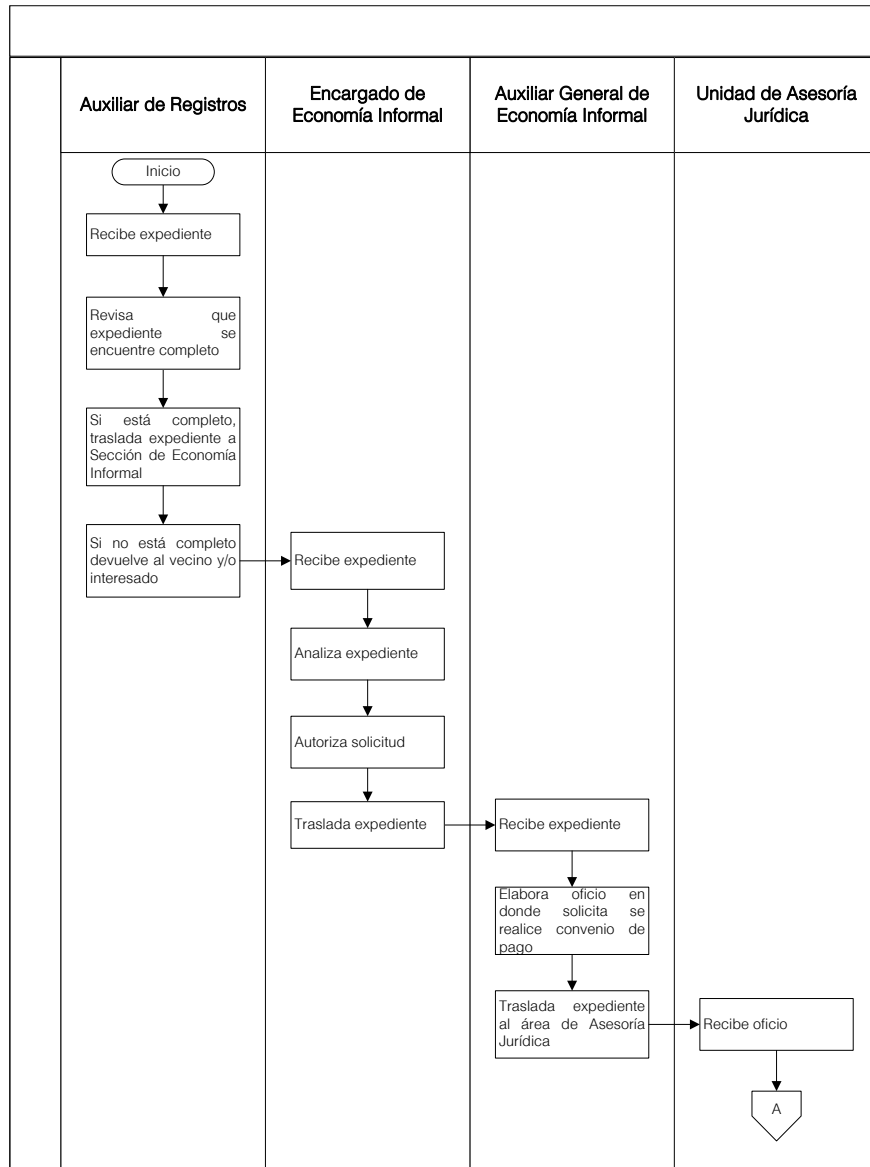 Auxiliar de Registros
Encargado de
Economía Informal
Auxiliar General de
Economía Informal
Unidad de Asesoría
Jurídica
Inicio
Recibe expediente
Revisa que
expediente se
encuentre completo
Si está completo,
traslada expediente a
Sección de Economía
Informal
Si no está completo
devuelve al vecino y/o
interesado
Recibe expediente
Analiza expediente
Autoriza solicitud
Traslada expediente
Recibe expediente
Elabora oficio en
donde solicita se
realice convenio de
pago
Traslada expediente
al área de Asesoría
Jurídica
Recibe oficio
A